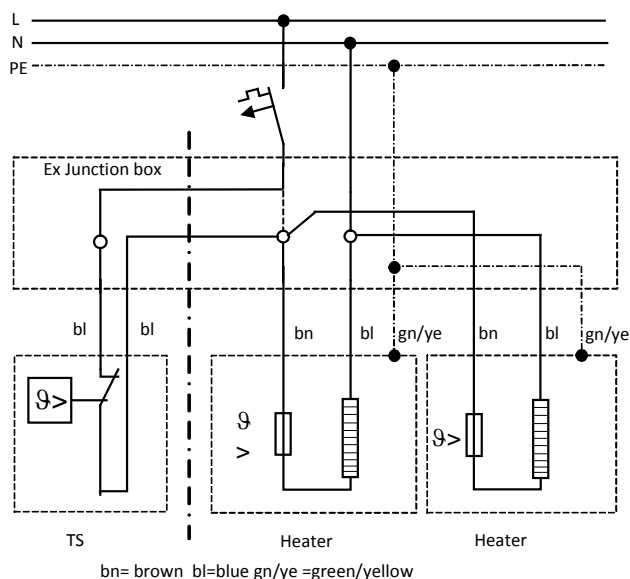 L
N
PE
Ex Junction box
bl bl bn bl gn/ye bn bl gn/ye
ϑ> ϑ
> ϑ>
TS Heater Heater
bn= brown bl=blue gn/ye =green/yellow